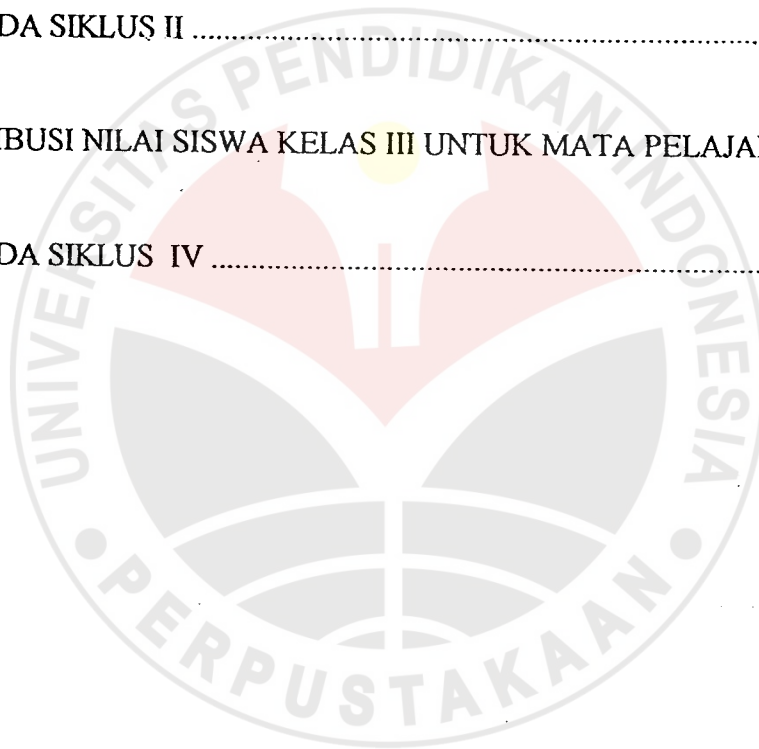 DA SIKLUS II ........................................................................
BUSI NILAI SISWA KELAS III UNTUK MATA PELAJA
DA SIKLUS IV ........................................................................
UNIVERSITAS PENDIDIKAN INDONESIA
PERPUSTAKAAN